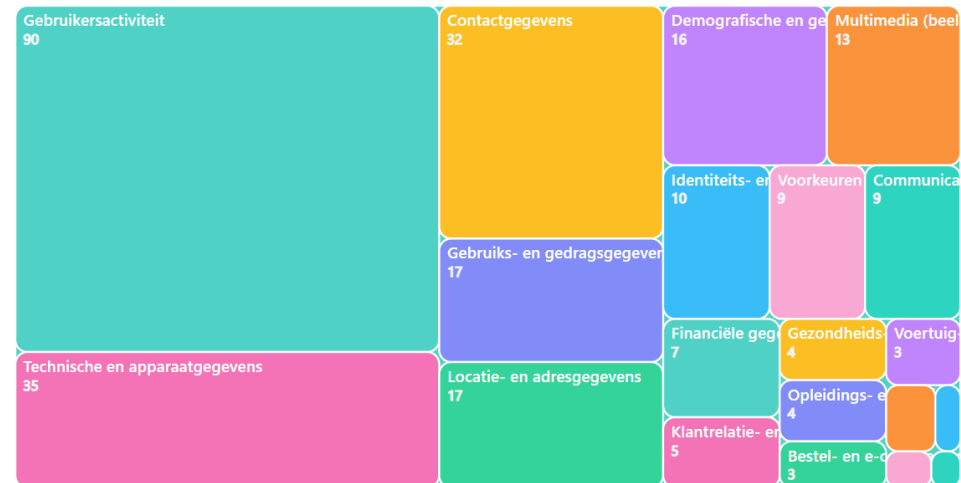 Gebruikersactiviteit
90
Technische en apparaatgegevens
35
Contactgegevens
32
Gebruiks- en gedragsgegeven
17
Locatie- en adresgegevens
17
Demografische en ge
16
Multimedia (beel
13
Identiteits- en
10
Voorkeuren
9
Communica
9
Financiële geg
7
Klantrelatie- en
5
Gezondheids-
4
Opleidings- e
4
Bestel- en e-c
3
Voertuig-
3